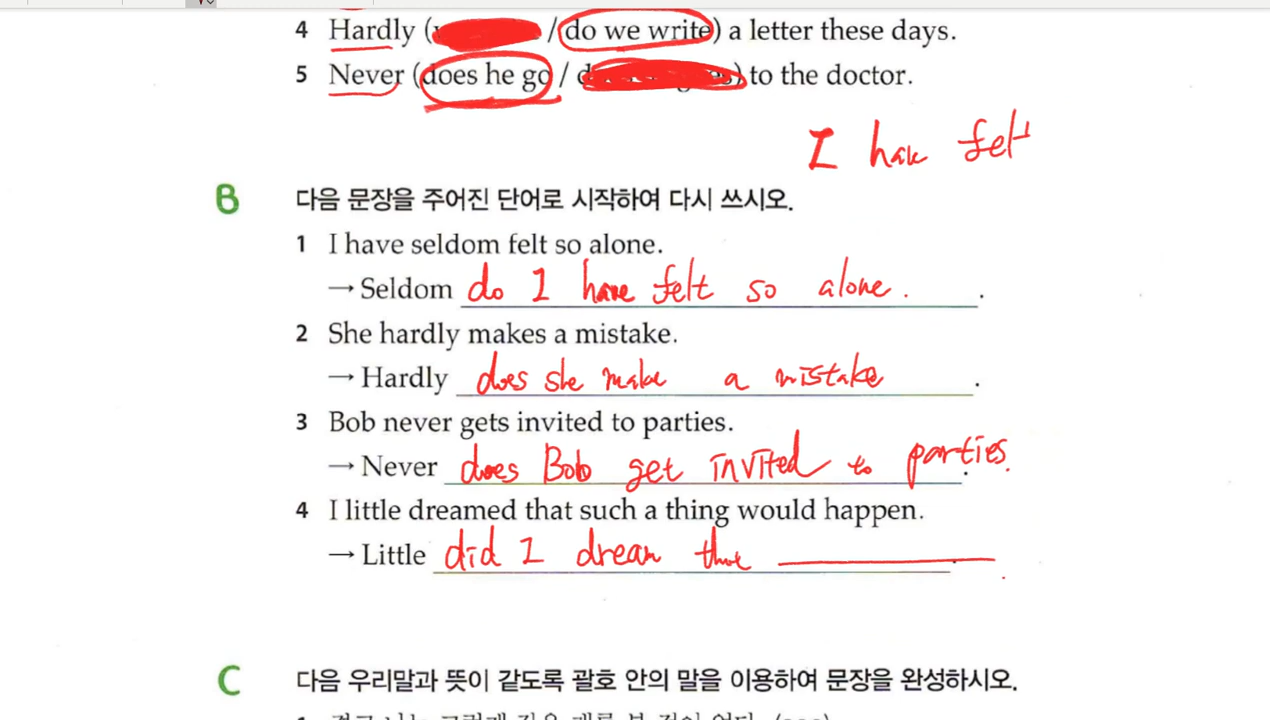 4 Hardly ( / do we write) a letter these days.
5 Never (does he go / ) to the doctor.
I have felt
B 다음 문장을 주어진 단어로 시작하여 다시 쓰시오.
1 I have seldom felt so alone.
→ Seldom do I have felt so alone. .
2 She hardly makes a mistake.
→ Hardly does she make a mistake .
3 Bob never gets invited to parties.
→ Never does Bob get invited to parties. .
4 I little dreamed that such a thing would happen.
→ Little did I dream that .
C 다음 우리말과 뜻이 같도록 괄호 안의 말을 이용하여 문장을 완성하시오.